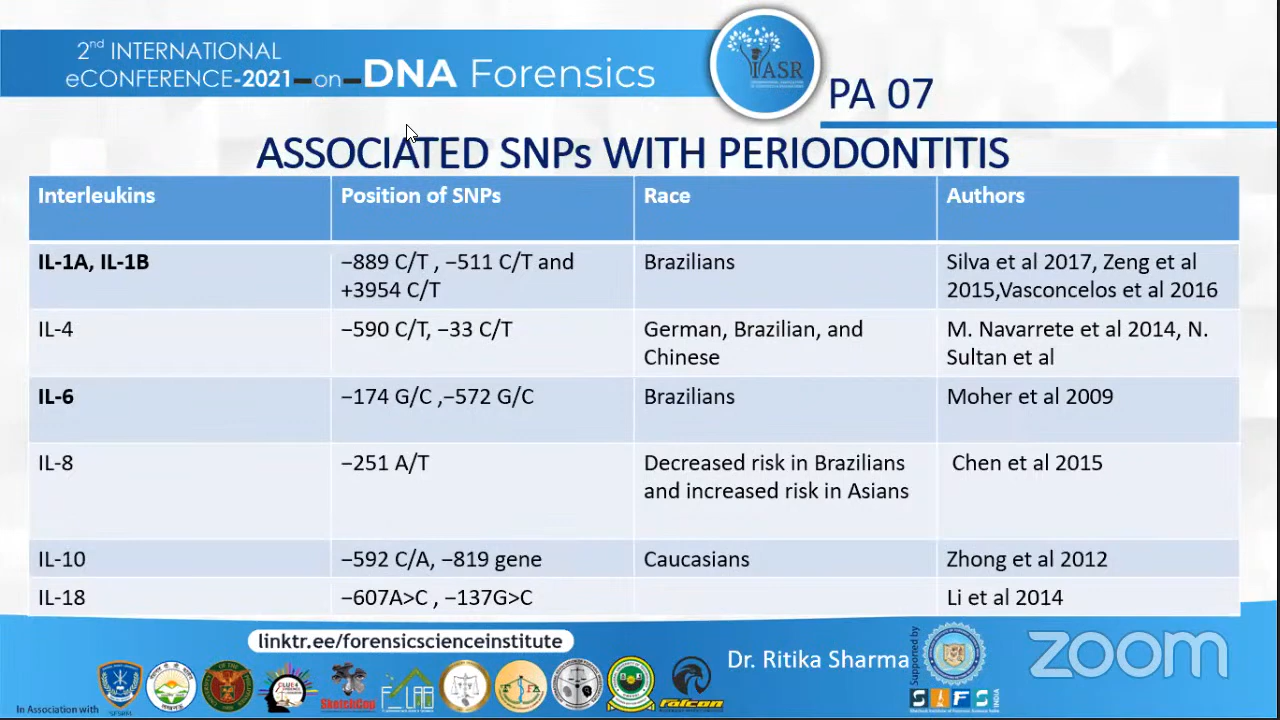 2nd INTERNATIONAL
eCONFERENCE-2021-on-DNA Forensics
IASR
PA 07
ASSOCIATED SNPs WITH PERIODONTITIS
Interleukins
Position of SNPs
Race
Authors
IL-1A, IL-1B
−889 C/T , −511 C/T and
+3954 C/T
Brazilians
Silva et al 2017, Zeng et al
2015,Vasconcelos et al 2016
IL-4
−590 C/T, −33 C/T
German, Brazilian, and
Chinese
M. Navarrete et al 2014, N.
Sultan et al
IL-6
−174 G/C ,−572 G/C
Brazilians
Moher et al 2009
IL-8
−251 A/T
Decreased risk in Brazilians
and increased risk in Asians
Chen et al 2015
IL-10
−592 C/A, −819 gene
Caucasians
Zhong et al 2012
IL-18
−607A>C , −137G>C
Li et al 2014
linktr.ee/forensicscienceinstitute
In Association with
SketchCop
falcon
Dr. Ritika Sharma
Supported by
SIFS
INDIA
zoom